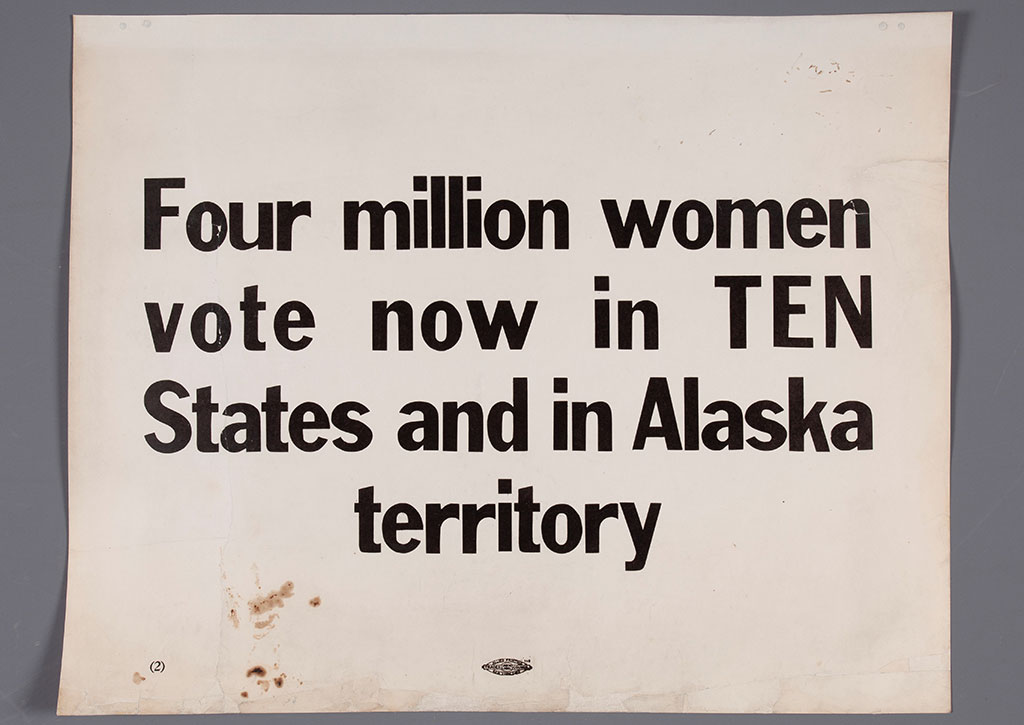 Four million women
vote now in TEN
States and in Alaska
territory
(2)